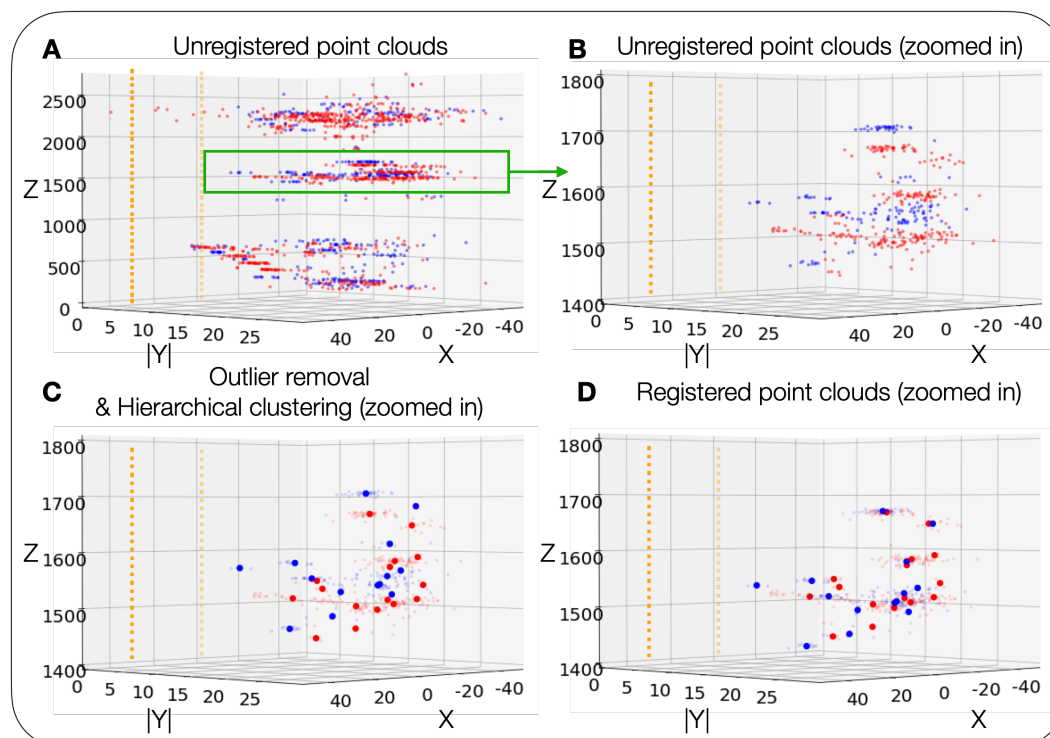 A Unregistered point clouds
2500
2000
Z 1500
1000
500
0
0 5 10 15 20 25 40 20 0 -20 -40
|Y| X
B Unregistered point clouds (zoomed in)
1800
1700
Z 1600
1500
1400
0 5 10 15 20 25 40 20 0 -20 -40
|Y| X
C Outlier removal
& Hierarchical clustering (zoomed in)
1800
1700
Z 1600
1500
1400
0 5 10 15 20 25 40 20 0 -20 -40
|Y| X
D Registered point clouds (zoomed in)
1800
1700
Z 1600
1500
1400
0 5 10 15 20 25 40 20 0 -20 -40
|Y| X